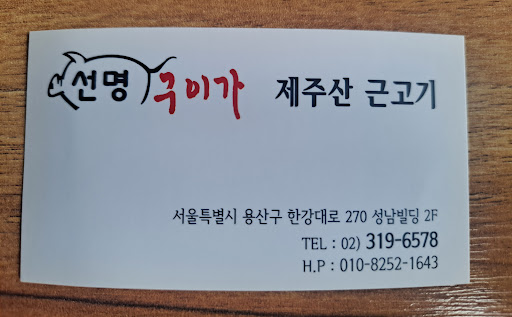 선명 구이가 제주산 근고기
서울특별시 용산구 한강대로 270 성남빌딩 2F
TEL : 02) 319-6578
H.P : 010-8252-1643